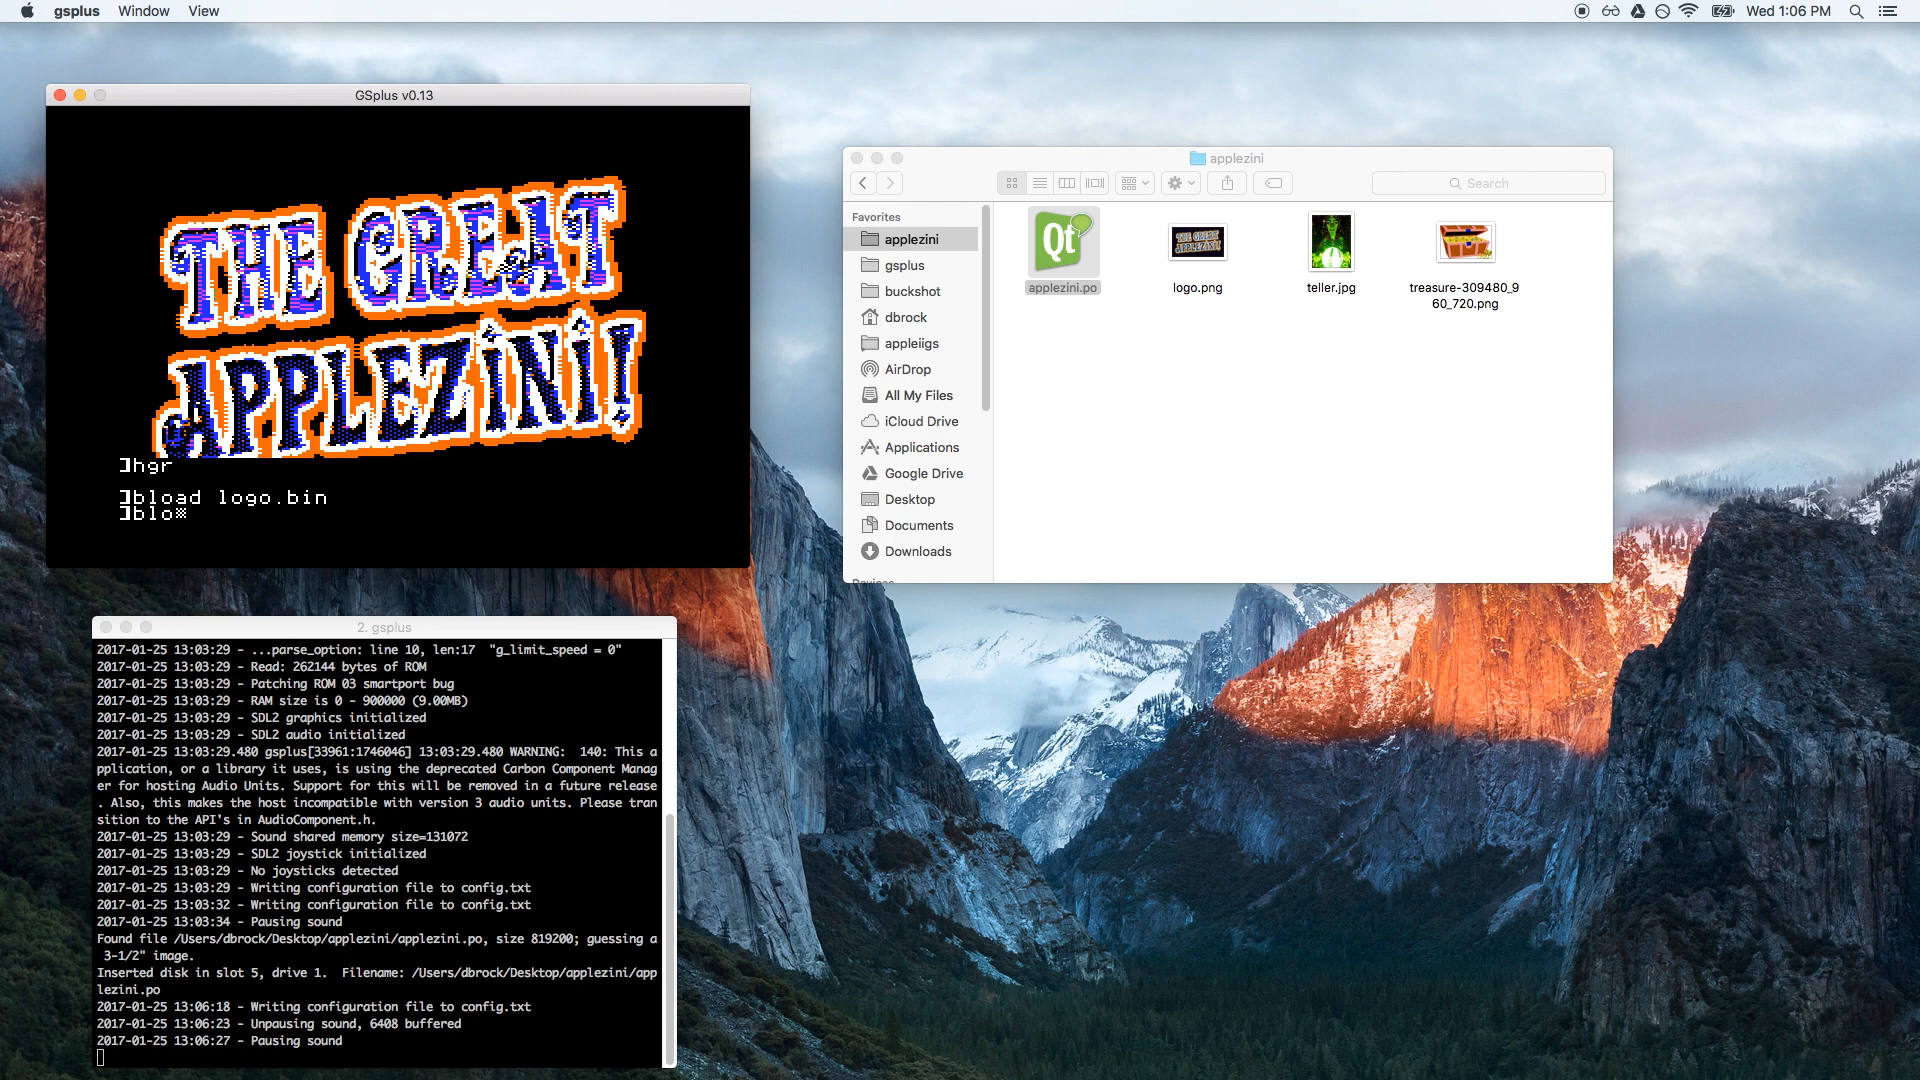 gsplus Window View
Wed 1:06 PM
GSplus v0.13
THE GREAT
APPLEZINI!
]hgr
]bload logo.bin
]blo
applezini
Search
Favorites
applezini
gsplus
buckshot
dbrock
appleiigs
AirDrop
All My Files
iCloud Drive
Applications
Google Drive
Desktop
Documents
Downloads
Devices
Qt
applezini.po
THE GREAT
APPLEZINI!
logo.png
teller.jpg
treasure-309480_9
60_720.png
2. gsplus
2017-01-25 13:03:29 - ...parse_option: line 10, len:17  "g_limit_speed = 0"
2017-01-25 13:03:29 - Read: 262144 bytes of ROM
2017-01-25 13:03:29 - Patching ROM 03 smartport bug
2017-01-25 13:03:29 - RAM size is 0 - 900000 (9.00MB)
2017-01-25 13:03:29 - SDL2 graphics initialized
2017-01-25 13:03:29 - SDL2 audio initialized
2017-01-25 13:03:29.480 gsplus[33961:1746046] 13:03:29.480 WARNING:  140: This a
pplication, or a library it uses, is using the deprecated Carbon Component Manag
er for hosting Audio Units. Support for this will be removed in a future release
. Also, this makes the host incompatible with version 3 audio units. Please tran
sition to the API's in AudioComponent.h.
2017-01-25 13:03:29 - Sound shared memory size=131072
2017-01-25 13:03:29 - SDL2 joystick initialized
2017-01-25 13:03:29 - No joysticks detected
2017-01-25 13:03:29 - Writing configuration file to config.txt
2017-01-25 13:03:32 - Writing configuration file to config.txt
2017-01-25 13:03:34 - Pausing sound
Found file /Users/dbrock/Desktop/applezini/applezini.po, size 819200; guessing a
 3-1/2" image.
Inserted disk in slot 5, drive 1.  Filename: /Users/dbrock/Desktop/applezini/app
lezini.po
2017-01-25 13:06:18 - Writing configuration file to config.txt
2017-01-25 13:06:23 - Unpausing sound, 6408 buffered
2017-01-25 13:06:27 - Pausing sound